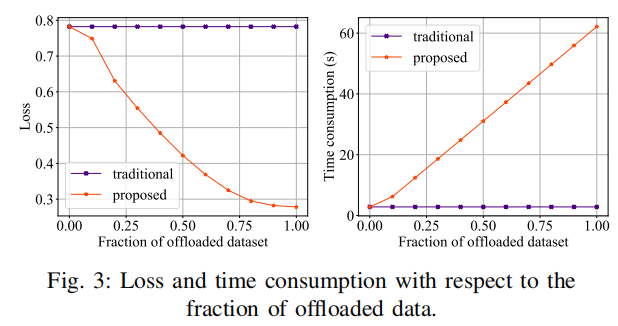 0.8
0.7
0.6
0.5
0.4
0.3
Loss
traditional
proposed
0.00 0.25 0.50 0.75 1.00
Fraction of offloaded dataset
60
40
20
0
Time consumption (s)
traditional
proposed
0.00 0.25 0.50 0.75 1.00
Fraction of offloaded dataset
Fig. 3: Loss and time consumption with respect to the
fraction of offloaded data.